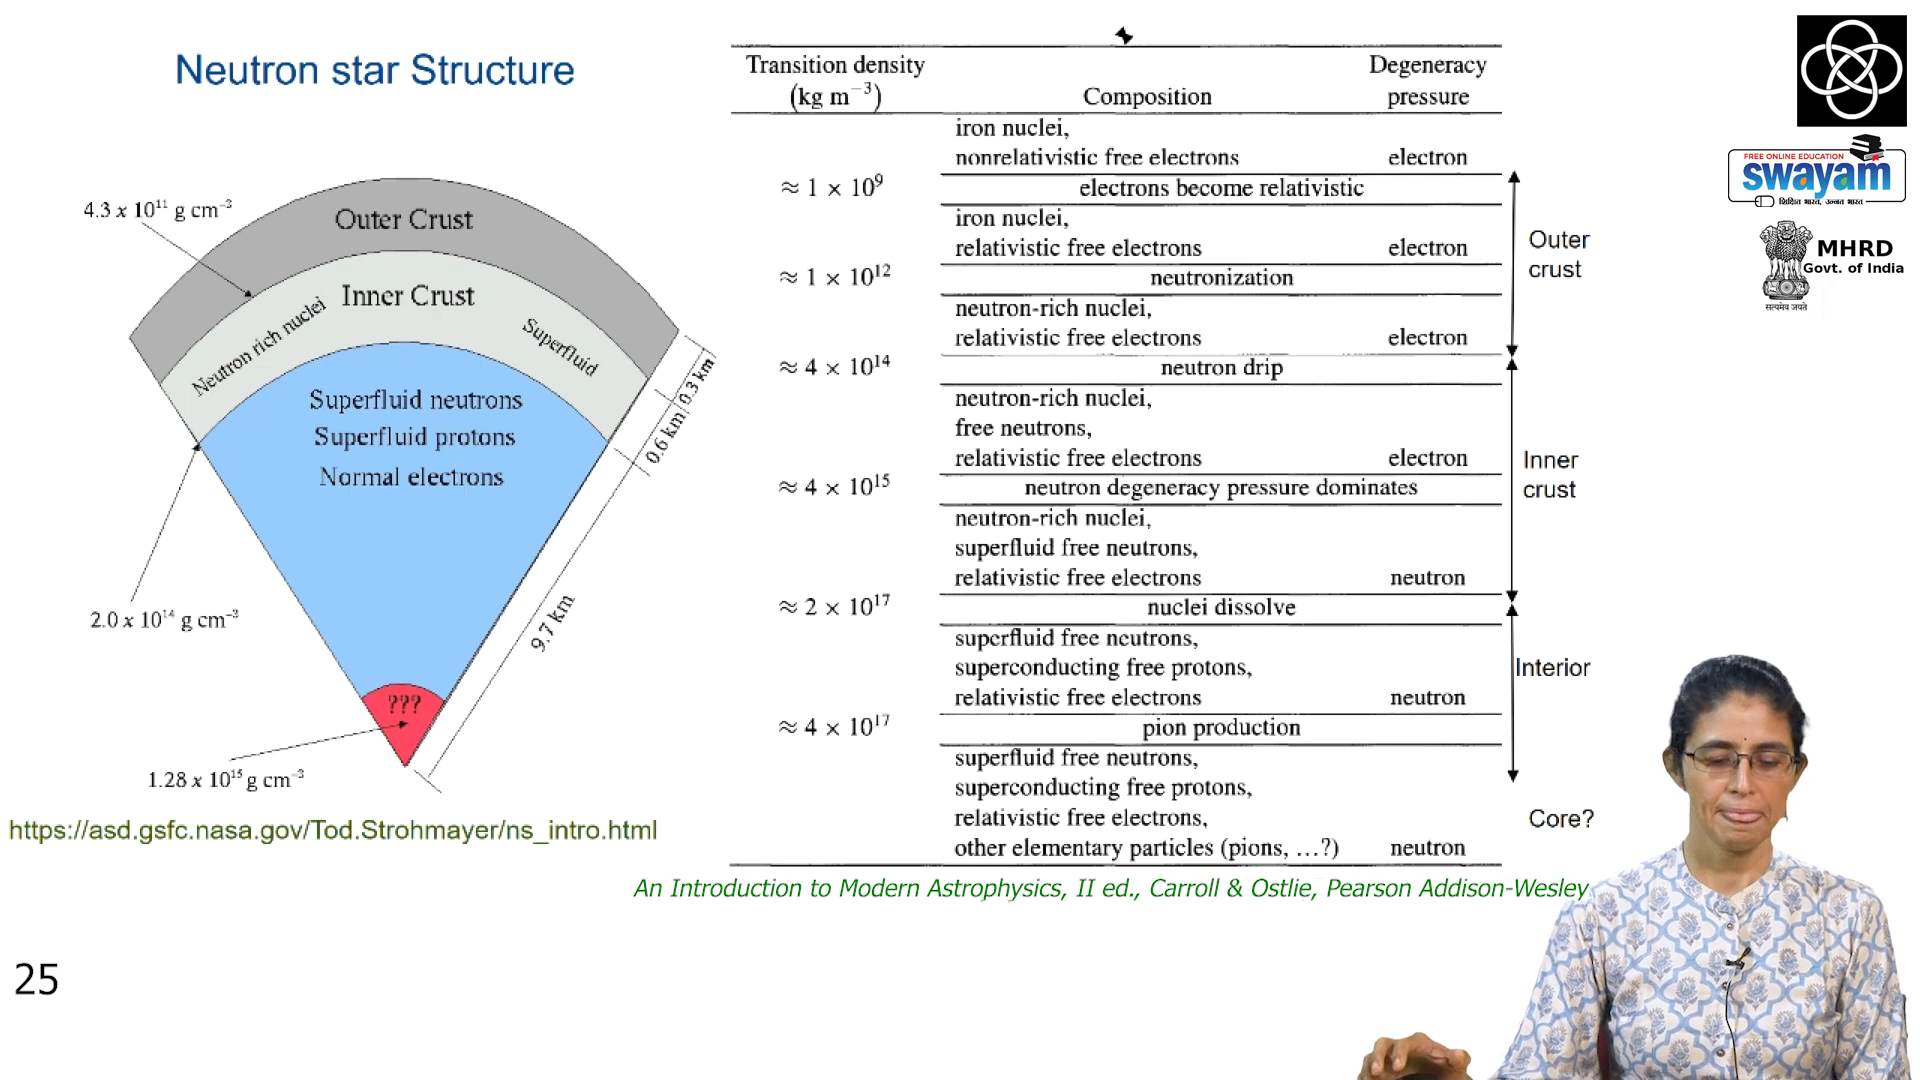 Neutron star Structure
4.3 x 10¹¹ g cm⁻³
Outer Crust
Inner Crust
Neutron rich nuclei
Superfluid
Superfluid neutrons
Superfluid protons
Normal electrons
0.3 km
0.6 km
9.7 km
2.0 x 10¹⁴ g cm⁻³
???
1.28 x 10¹⁵ g cm⁻³
https://asd.gsfc.nasa.gov/Tod.Strohmayer/ns_intro.html
Transition density
(kg m⁻³)
Composition
Degeneracy
pressure
iron nuclei,
nonrelativistic free electrons electron
≈ 1 × 10⁹ electrons become relativistic
iron nuclei,
relativistic free electrons electron
≈ 1 × 10¹² neutronization
neutron-rich nuclei,
relativistic free electrons electron
≈ 4 × 10¹⁴ neutron drip
neutron-rich nuclei,
free neutrons,
relativistic free electrons electron
≈ 4 × 10¹⁵ neutron degeneracy pressure dominates
neutron-rich nuclei,
superfluid free neutrons,
relativistic free electrons neutron
≈ 2 × 10¹⁷ nuclei dissolve
superfluid free neutrons,
superconducting free protons,
relativistic free electrons neutron
≈ 4 × 10¹⁷ pion production
superfluid free neutrons,
superconducting free protons,
relativistic free electrons,
other elementary particles (pions, ...?) neutron
Outer
crust
Inner
crust
Interior
Core?
An Introduction to Modern Astrophysics, II ed., Carroll & Ostlie, Pearson Addison-Wesley
25
FREE ONLINE EDUCATION
swayam
शिक्षित भारत, उन्नत भारत
MHRD
Govt. of India
सत्यमेव जयते